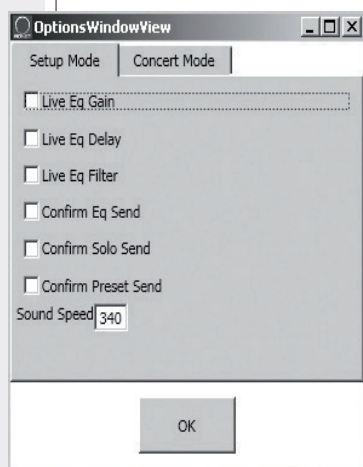 OptionsWindowView
Setup Mode Concert Mode
Live Eq Gain
Live Eq Delay
Live Eq Filter
Confirm Eq Send
Confirm Solo Send
Confirm Preset Send
Sound Speed 340
OK